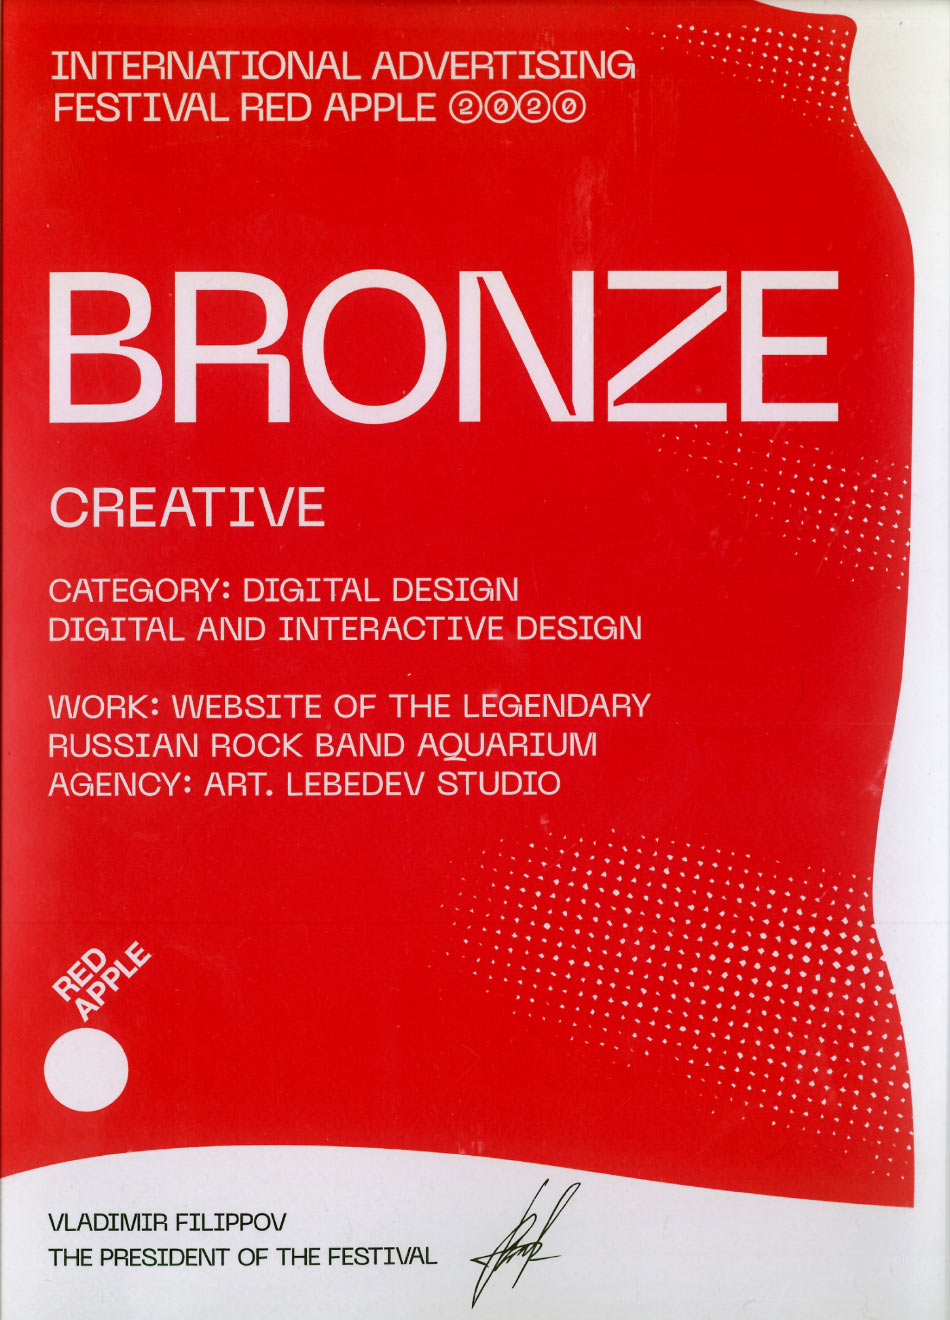 INTERNATIONAL ADVERTISING
FESTIVAL RED APPLE ②⓪②⓪
BRONZE
CREATIVE
CATEGORY: DIGITAL DESIGN
DIGITAL AND INTERACTIVE DESIGN
WORK: WEBSITE OF THE LEGENDARY
RUSSIAN ROCK BAND AQUARIUM
AGENCY: ART. LEBEDEV STUDIO
RED
APPLE
VLADIMIR FILIPPOV
THE PRESIDENT OF THE FESTIVAL